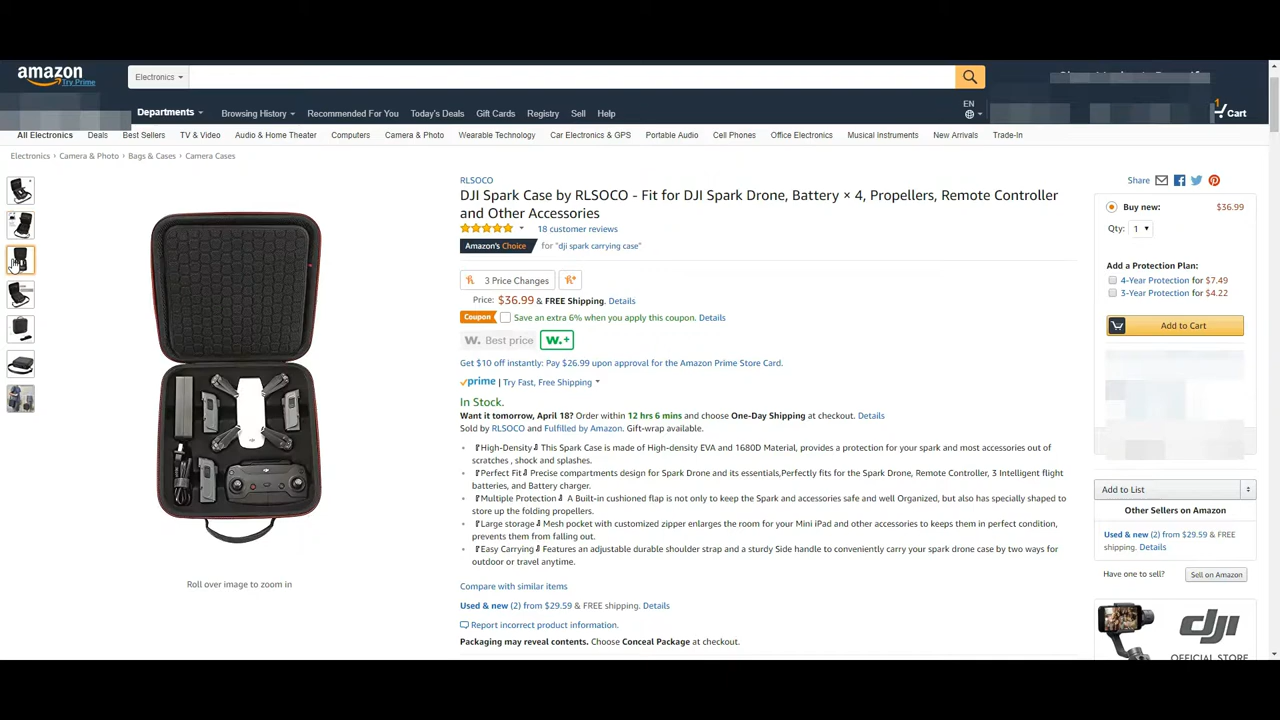 amazon
Try Prime
Electronics
EN
Departments
Browsing History
Recommended For You
Today's Deals
Gift Cards
Registry
Sell
Help
1
Cart
All Electronics
Deals
Best Sellers
TV & Video
Audio & Home Theater
Computers
Camera & Photo
Wearable Technology
Car Electronics & GPS
Portable Audio
Cell Phones
Office Electronics
Musical Instruments
New Arrivals
Trade-In
Electronics › Camera & Photo › Bags & Cases › Camera Cases
RLSOCO
DJI Spark Case by RLSOCO - Fit for DJI Spark Drone, Battery × 4, Propellers, Remote Controller
and Other Accessories
18 customer reviews
Amazon's Choice for "dji spark carrying case"
3 Price Changes
Price: $36.99 & FREE Shipping. Details
Coupon Save an extra 6% when you apply this coupon. Details
W. Best price W.+
Get $10 off instantly: Pay $26.99 upon approval for the Amazon Prime Store Card.
prime | Try Fast, Free Shipping
In Stock.
Want it tomorrow, April 18? Order within 12 hrs 6 mins and choose One-Day Shipping at checkout. Details
Sold by RLSOCO and Fulfilled by Amazon. Gift-wrap available.
『High-Density』 This Spark Case is made of High-density EVA and 1680D Material, provides a protection for your spark and most accessories out of
scratches , shock and splashes.
『Perfect Fit』 Precise compartments design for Spark Drone and its essentials,Perfectly fits for the Spark Drone, Remote Controller, 3 Intelligent flight
batteries, and Battery charger.
『Multiple Protection』 A Built-in cushioned flap is not only to keep the Spark and accessories safe and well Organized, but also has specially shaped to
store up the folding propellers.
『Large storage』 Mesh pocket with customized zipper enlarges the room for your Mini iPad and other accessories to keeps them in perfect condition,
prevents them from falling out.
『Easy Carrying』 Features an adjustable durable shoulder strap and a sturdy Side handle to conveniently carry your spark drone case by two ways for
outdoor or travel anytime.
Compare with similar items
Used & new (2) from $29.59 & FREE shipping. Details
Report incorrect product information.
Packaging may reveal contents. Choose Conceal Package at checkout.
Roll over image to zoom in
Share
Buy new: $36.99
Qty: 1
Add a Protection Plan:
4-Year Protection for $7.49
3-Year Protection for $4.22
Add to Cart
Add to List
Other Sellers on Amazon
Used & new (2) from $29.59 & FREE
shipping. Details
Have one to sell? Sell on Amazon
dji
OFFICIAL STORE